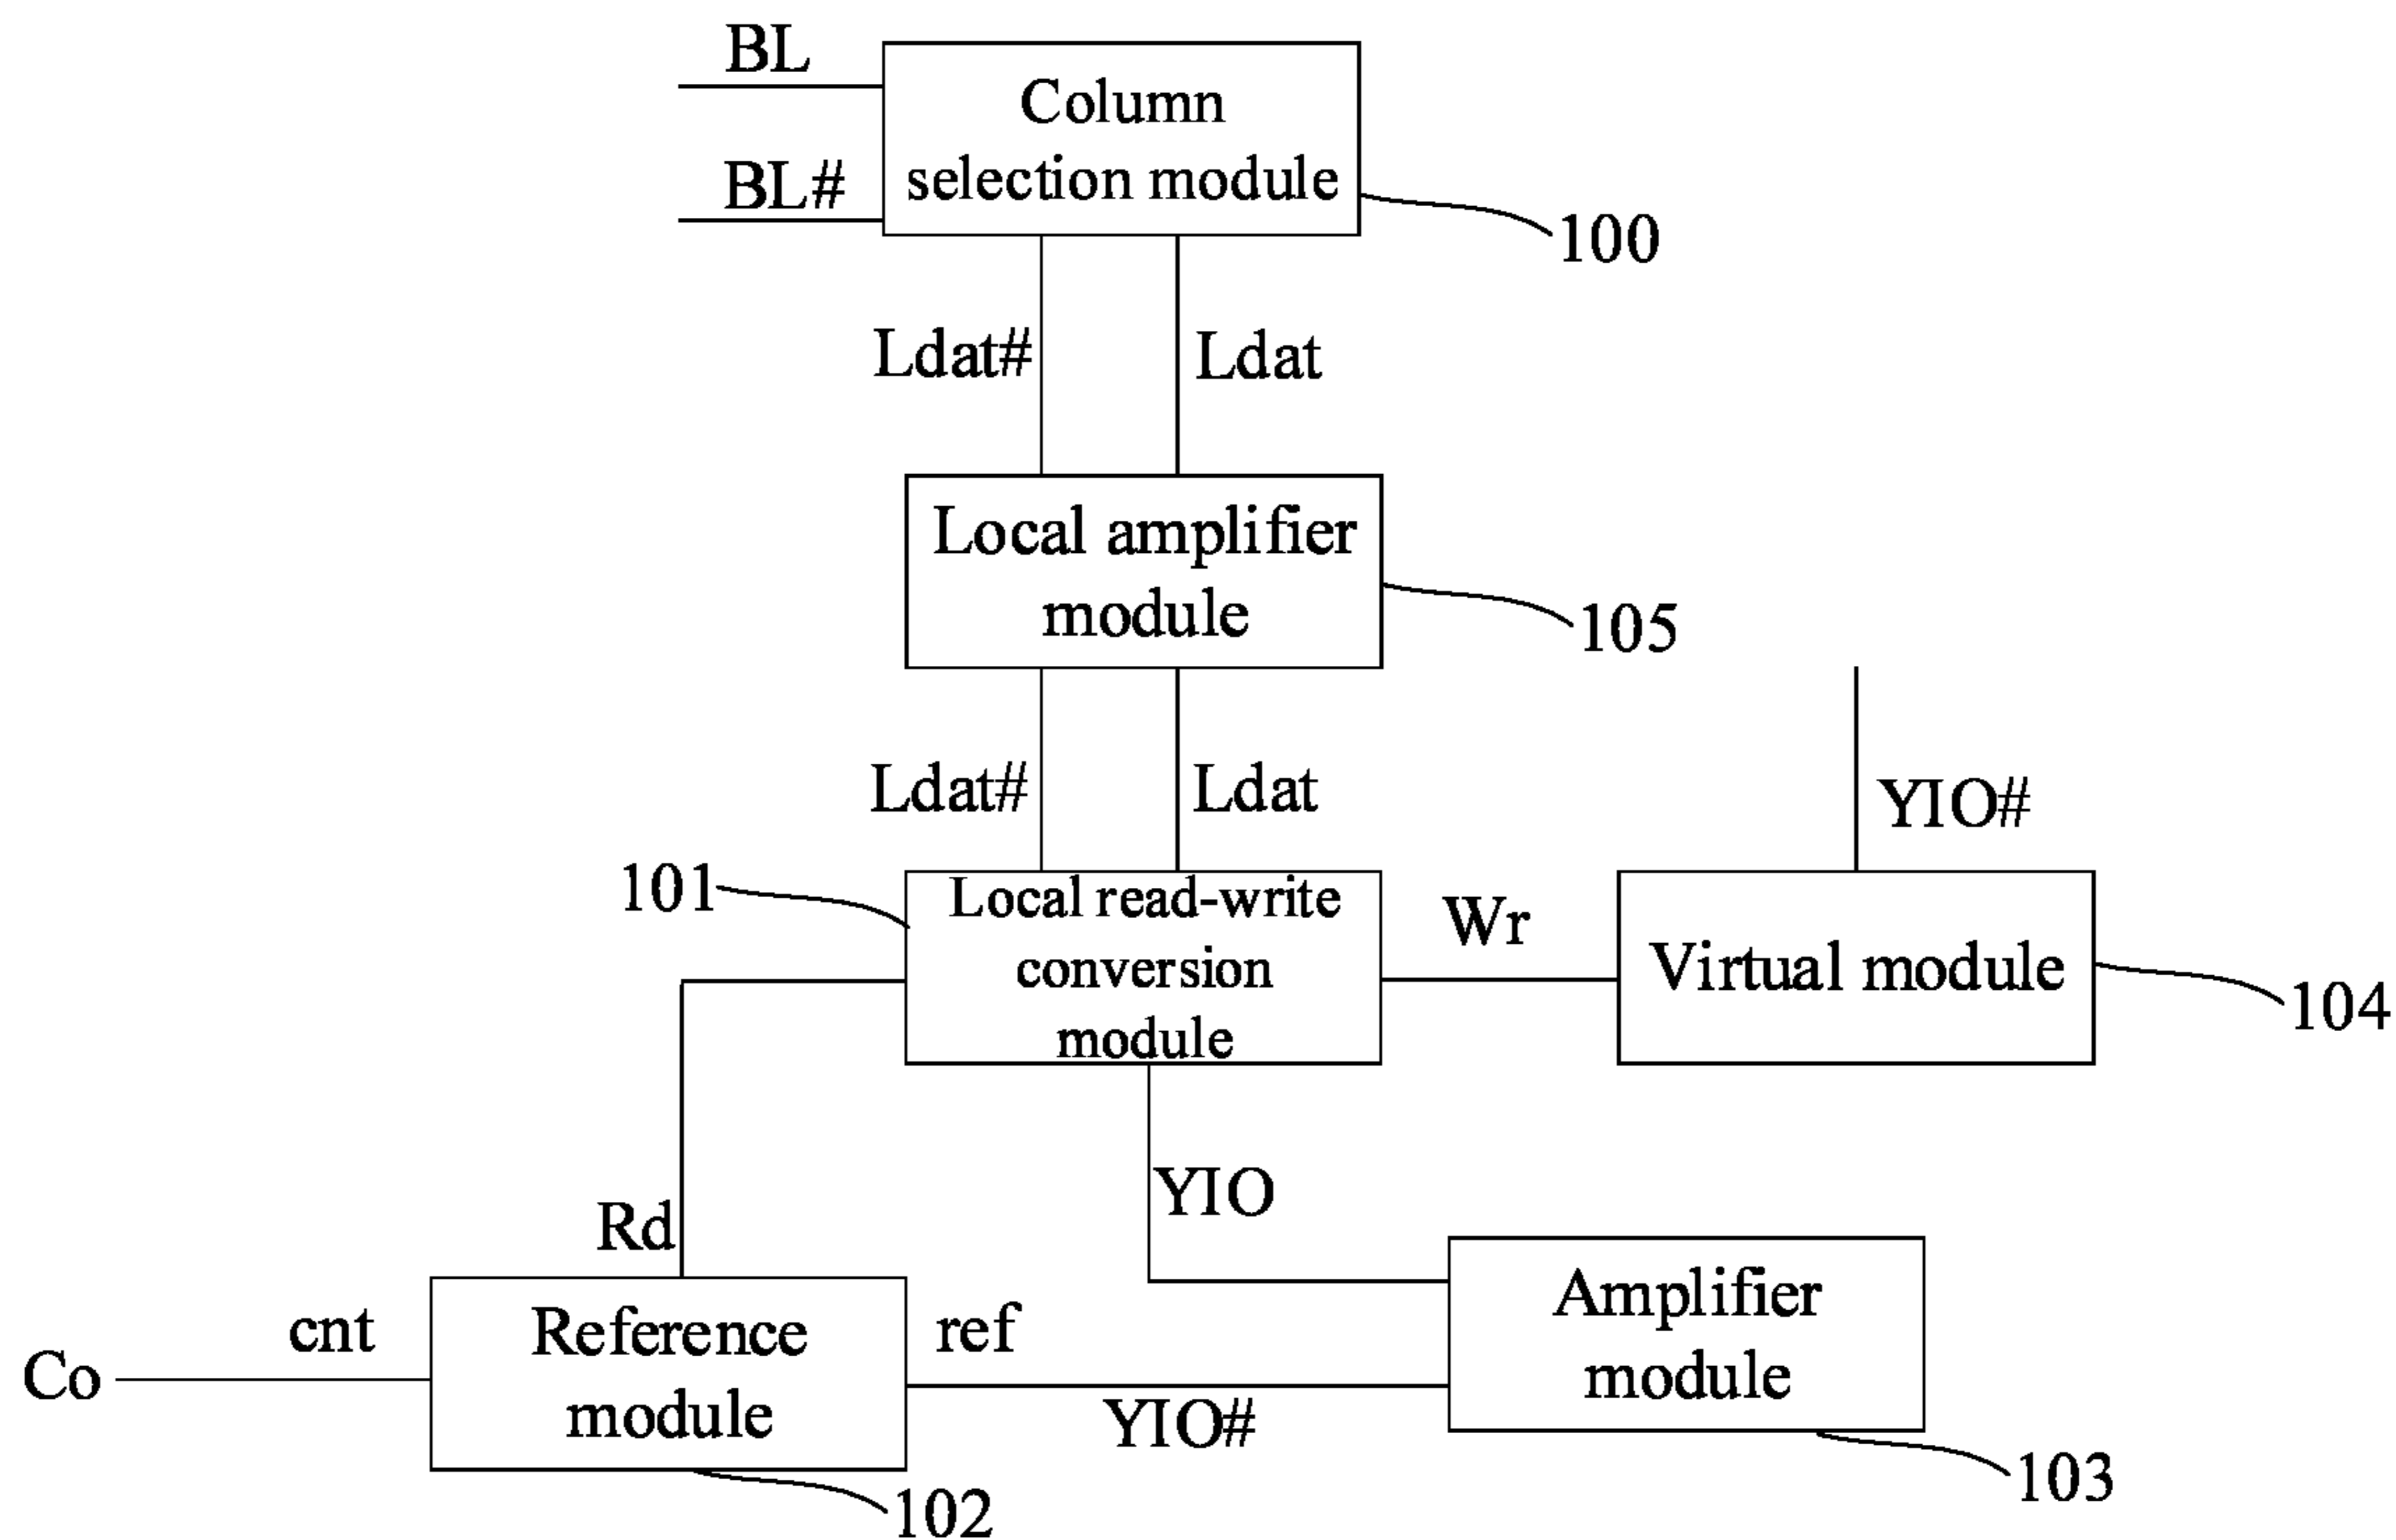 BL
Column
selection module
BL#
100
Ldat#
Ldat
Local amplifier
module
105
Ldat#
Ldat
YIO#
101
Local read-write
conversion
module
Wr
Virtual module
104
YIO
Rd
cnt
Co
Reference
module
ref
YIO#
Amplifier
module
103
102